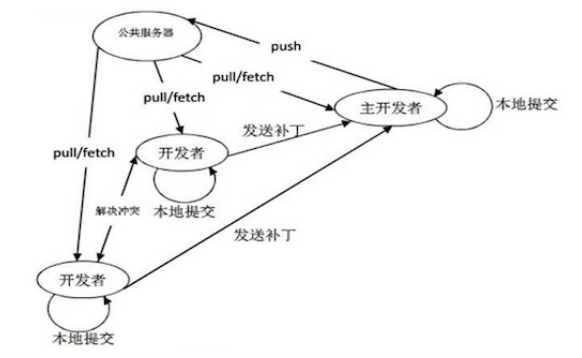 公共服务器
push
pull/fetch
主开发者
本地提交
pull/fetch
发送补丁
pull/fetch
开发者
解决冲突
本地提交
发送补丁
开发者
本地提交